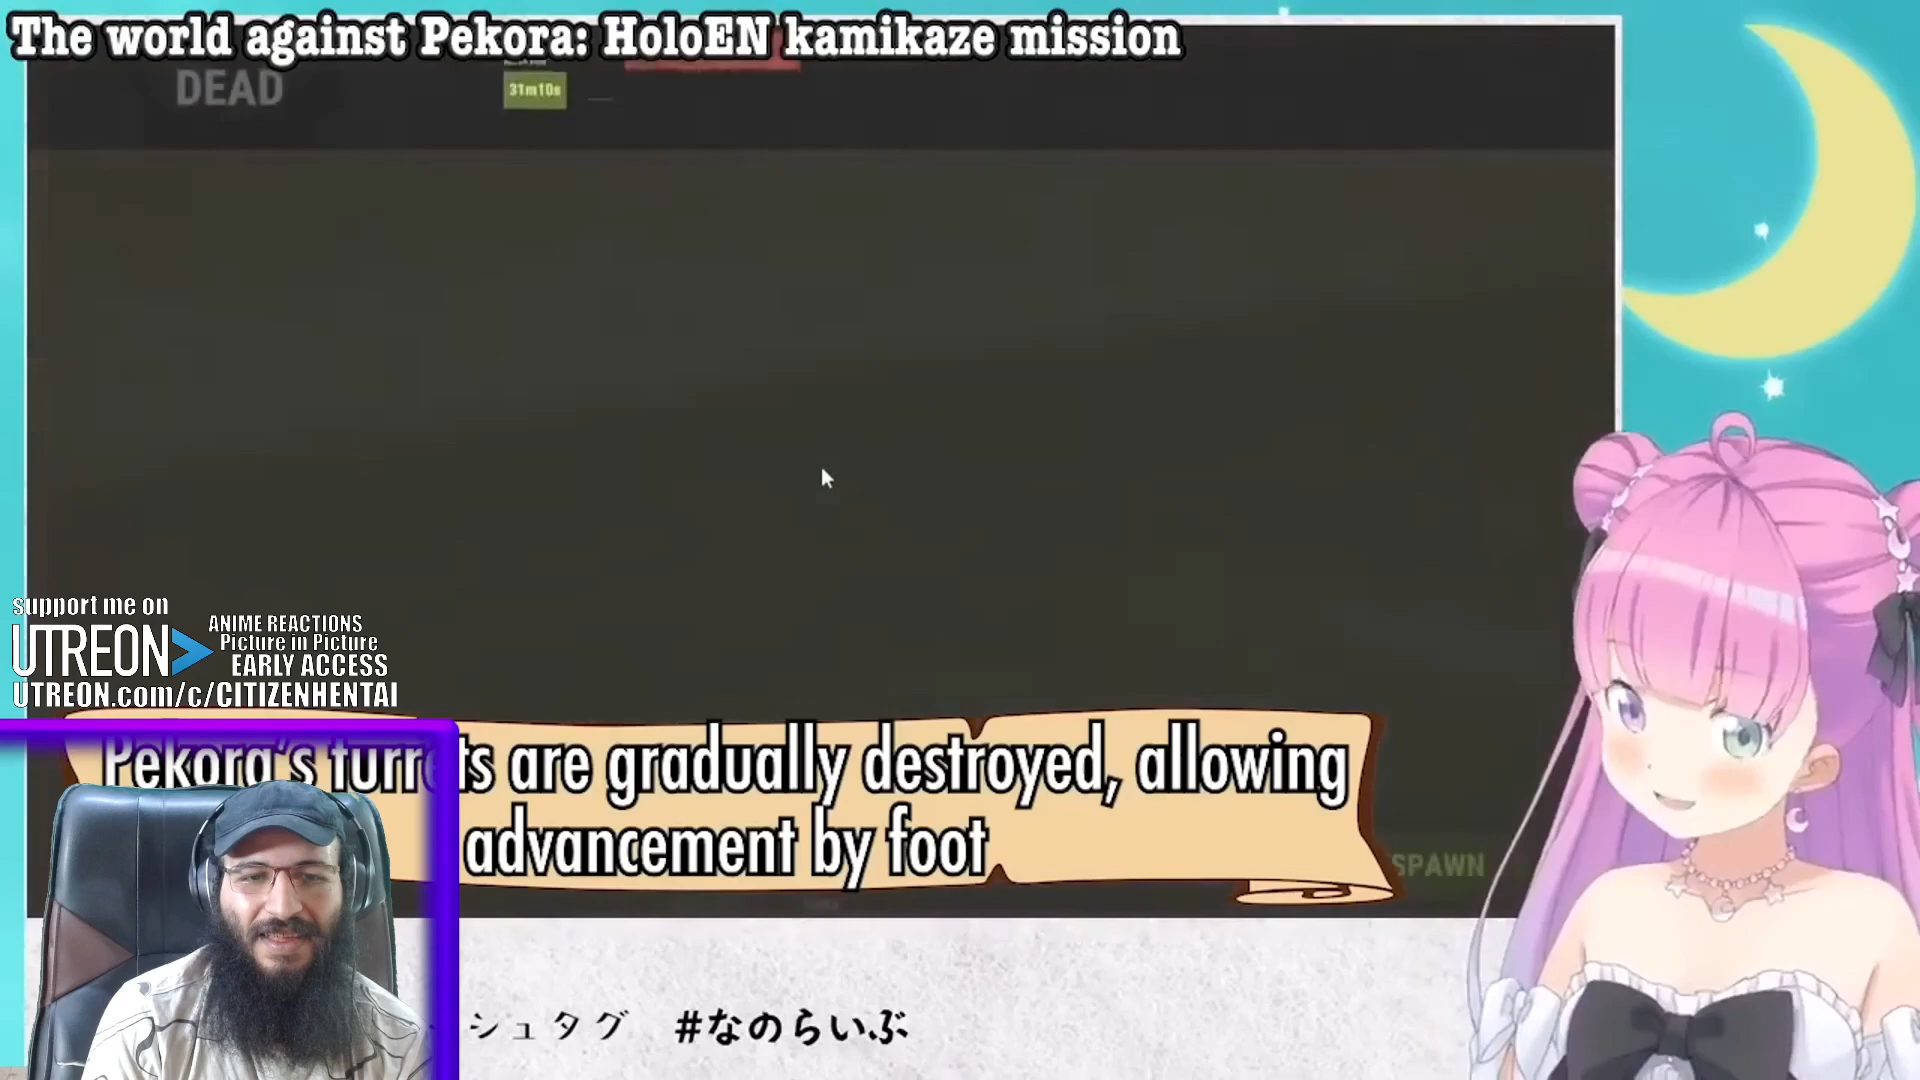 The world against Pekora: HoloEN kamikaze mission
DEAD
31m10s
support me on
UTREON
ANIME REACTIONS
Picture in Picture
EARLY ACCESS
UTREON.com/c/CITIZENHENTAI
Pekora's turrets are gradually destroyed, allowing
advancement by foot
SPAWN
シュタグ #なのらいぶ